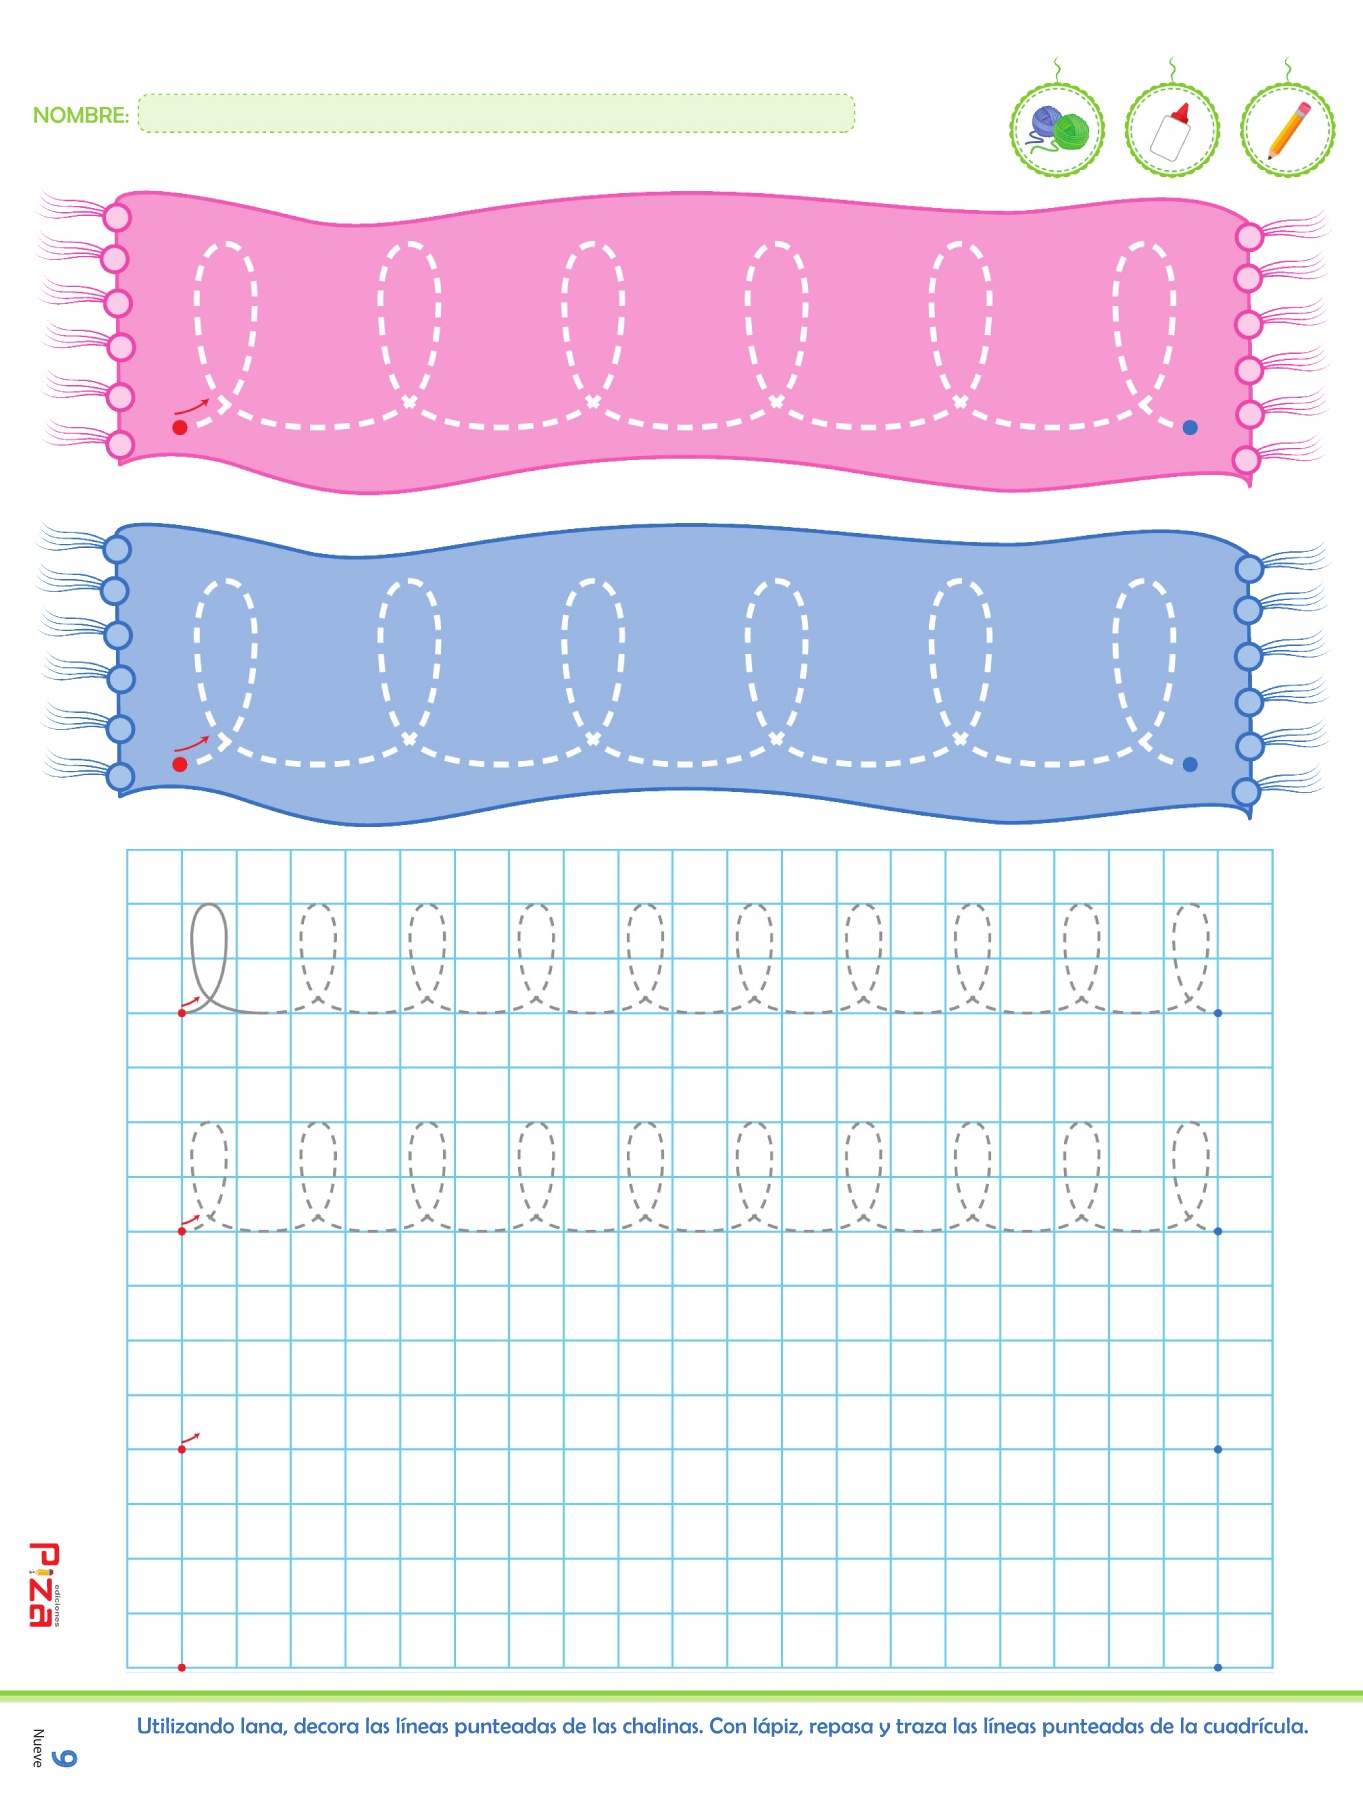 NOMBRE:
Piza
ediciones
Utilizando lana, decora las líneas punteadas de las chalinas. Con lápiz, repasa y traza las líneas punteadas de la cuadrícula.
Nueve
9